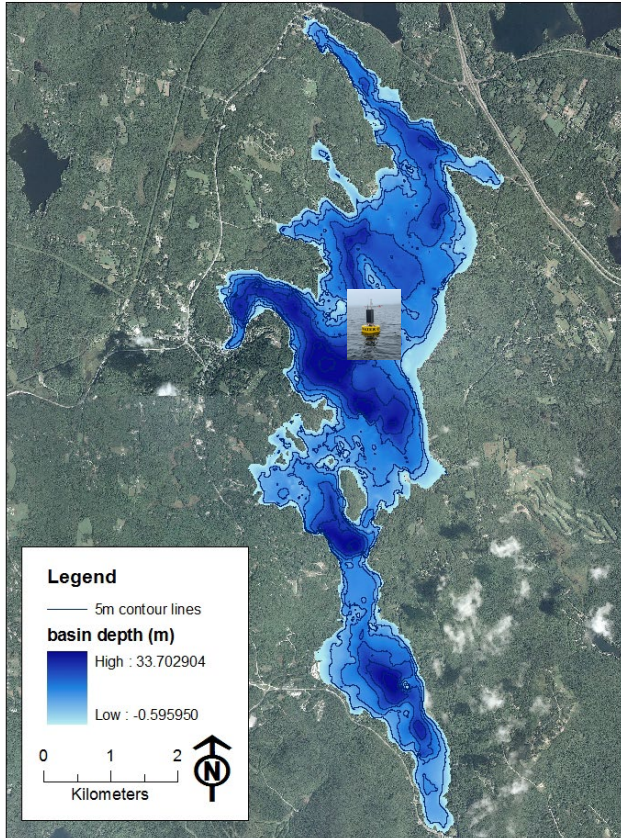 Legend
5m contour lines
basin depth (m)
High : 33.702904
Low : -0.595950
0 1 2
Kilometers
N